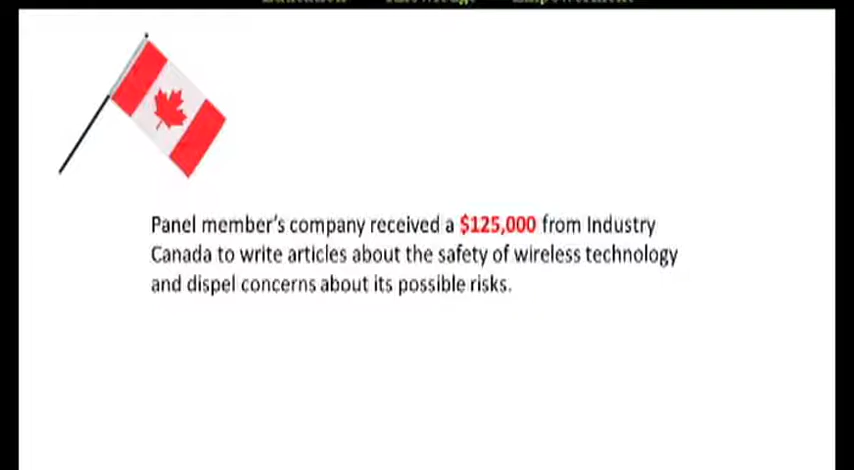 Panel member's company received a $125,000 from Industry
Canada to write articles about the safety of wireless technology
and dispel concerns about its possible risks.